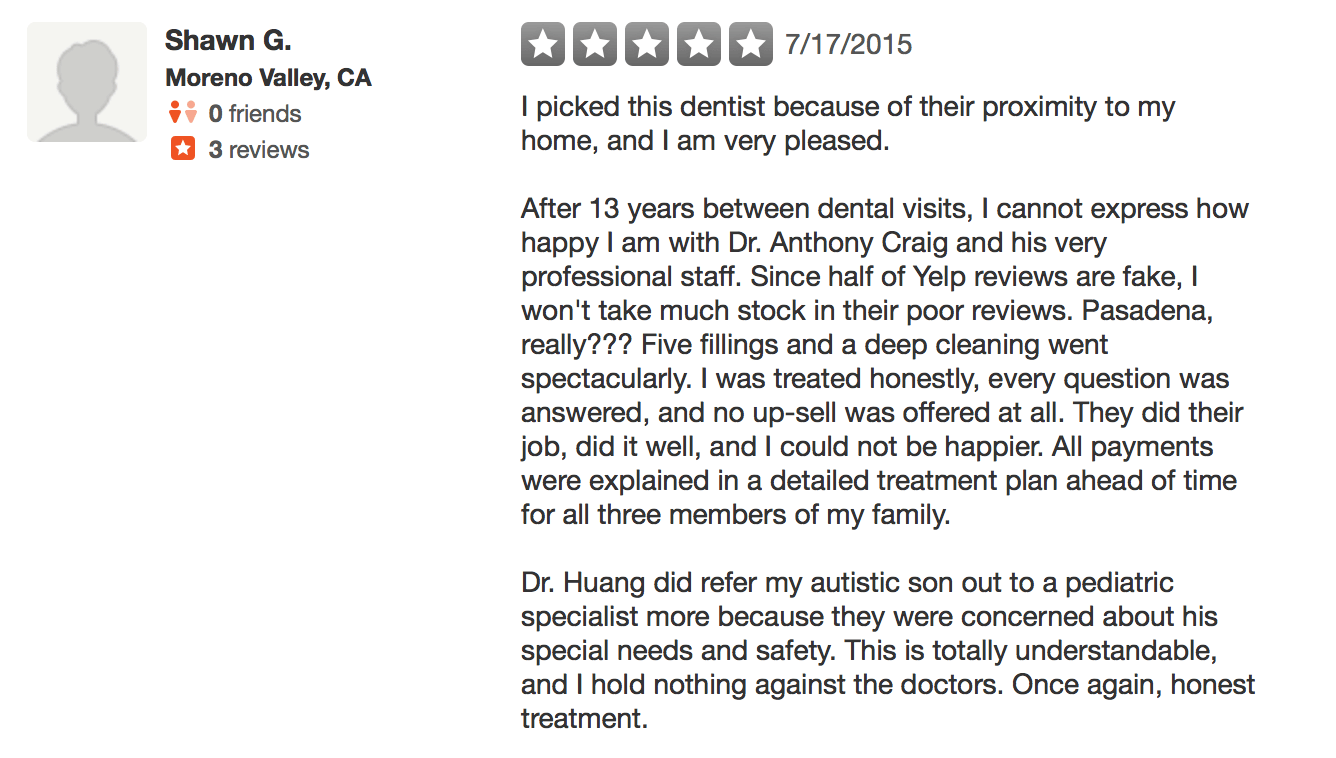 Shawn G.
Moreno Valley, CA
0 friends
3 reviews
7/17/2015
I picked this dentist because of their proximity to my
home, and I am very pleased.
After 13 years between dental visits, I cannot express how
happy I am with Dr. Anthony Craig and his very
professional staff. Since half of Yelp reviews are fake, I
won't take much stock in their poor reviews. Pasadena,
really??? Five fillings and a deep cleaning went
spectacularly. I was treated honestly, every question was
answered, and no up-sell was offered at all. They did their
job, did it well, and I could not be happier. All payments
were explained in a detailed treatment plan ahead of time
for all three members of my family.
Dr. Huang did refer my autistic son out to a pediatric
specialist more because they were concerned about his
special needs and safety. This is totally understandable,
and I hold nothing against the doctors. Once again, honest
treatment.